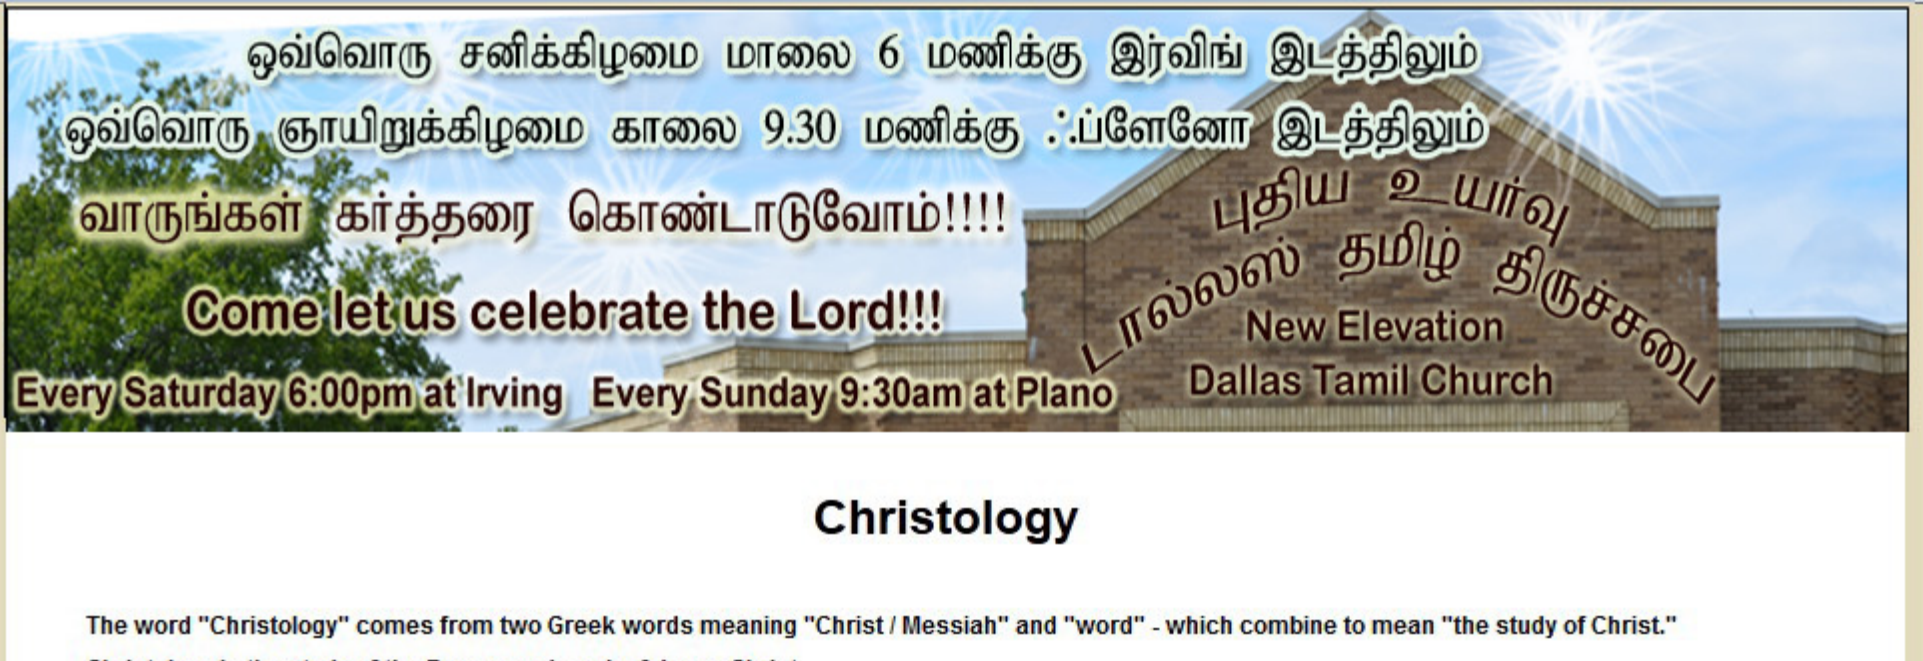 ஒவ்வொரு சனிக்கிழமை மாலை 6 மணிக்கு இர்விங் இடத்திலும்
ஒவ்வொரு ஞாயிறுக்கிழமை காலை 9.30 மணிக்கு ஃப்ளேனோ இடத்திலும்
வாருங்கள் கர்த்தரை கொண்டாடுவோம்!!!!
Come let us celebrate the Lord!!!
Every Saturday 6:00pm at Irving Every Sunday 9:30am at Plano
புதிய உயர்வு
டால்லஸ் தமிழ் திருச்சபை
New Elevation
Dallas Tamil Church
Christology
The word "Christology" comes from two Greek words meaning "Christ / Messiah" and "word" - which combine to mean "the study of Christ."